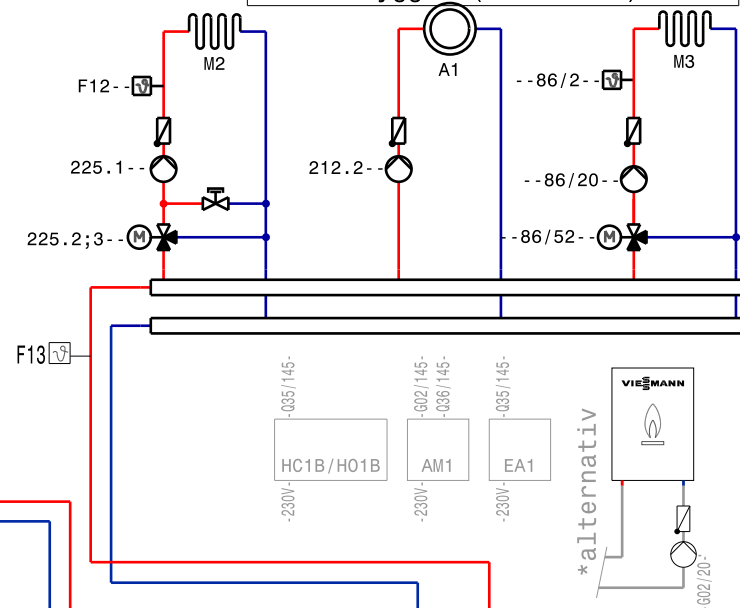 M2
A1
M3
F12--
--86/2--
225.1--
212.2--
--86/20--
225.2;3--
M
--86/52--
M
F13
-Q35/145-
-G02/145-
-Q36/145-
-Q35/145-
VIESMANN
HC1B/HO1B
AM1
EA1
-230V-
-230V-
-230V-
*alternativ
-G02/20-